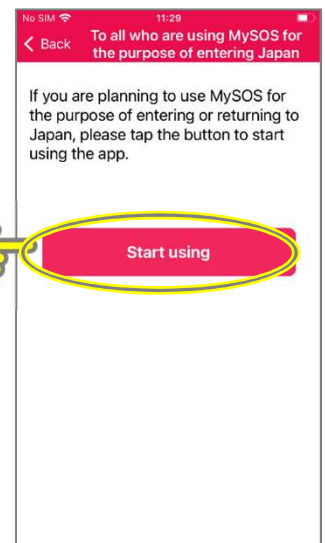 No SIM 11:29
Back
To all who are using MySOS for
the purpose of entering Japan
If you are planning to use MySOS for
the purpose of entering or returning to
Japan, please tap the button to start
using the app.
Start using